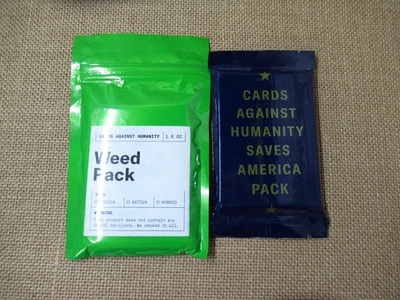 CARDS AGAINST HUMANITY 1.0 OZ
Weed
Pack
INDICA SATIVA HYBRID
WARNING
This product does not contain any
actual marijuana. We smoked it all
CARDS
AGAINST
HUMANITY
SAVES
AMERICA
PACK